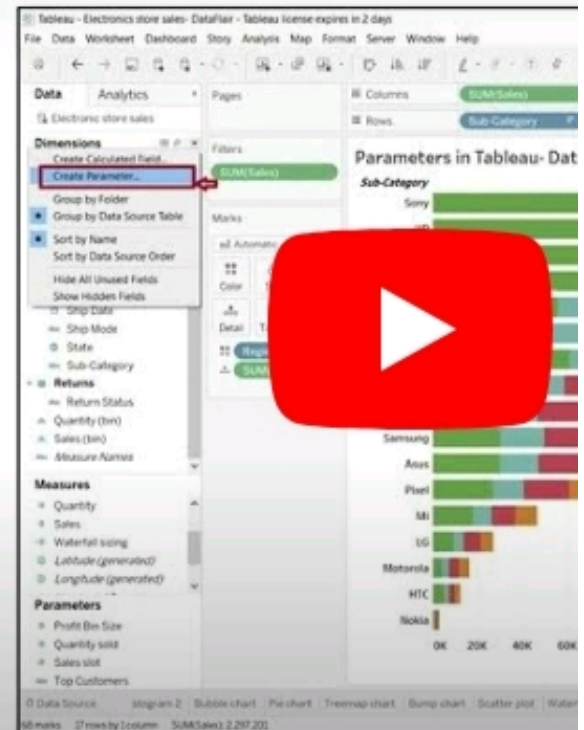 Tableau - Electronics store sales- DataFlair - Tableau license expires in 2 days
File Data Worksheet Dashboard Story Analysis Map Format Server Window Help
Data Analytics
Pages
Columns
SUM(Sales)
Electronic store sales
Rows
Sub-Category
Dimensions
Create Calculated Field...
Create Parameter...
Group by Folder
Group by Data Source Table
Sort by Name
Sort by Data Source Order
Hide All Unused Fields
Show Hidden Fields
Ship Date
Ship Mode
State
Sub-Category
Returns
Return Status
Quantity (bin)
Sales (bin)
Measure Names
Measures
Quantity
Sales
Waterfall sizing
Latitude (generated)
Longitude (generated)
Parameters
Profit Bin Size
Quantity sold
Sales slot
Top Customers
Filters
SUM(Sales)
Marks
Automatic
Color
Detail
Parameters in Tableau- Dat
Sub-Category
Sony
Samsung
Asus
Pixel
Mi
LG
Motorola
HTC
Nokia
0K 20K 40K 60K
Data Source Bubble chart Pie chart Treemap chart Bump chart Scatter plot Water
68 marks 17 rows by 1 column SUM(Sales): 2,297,201